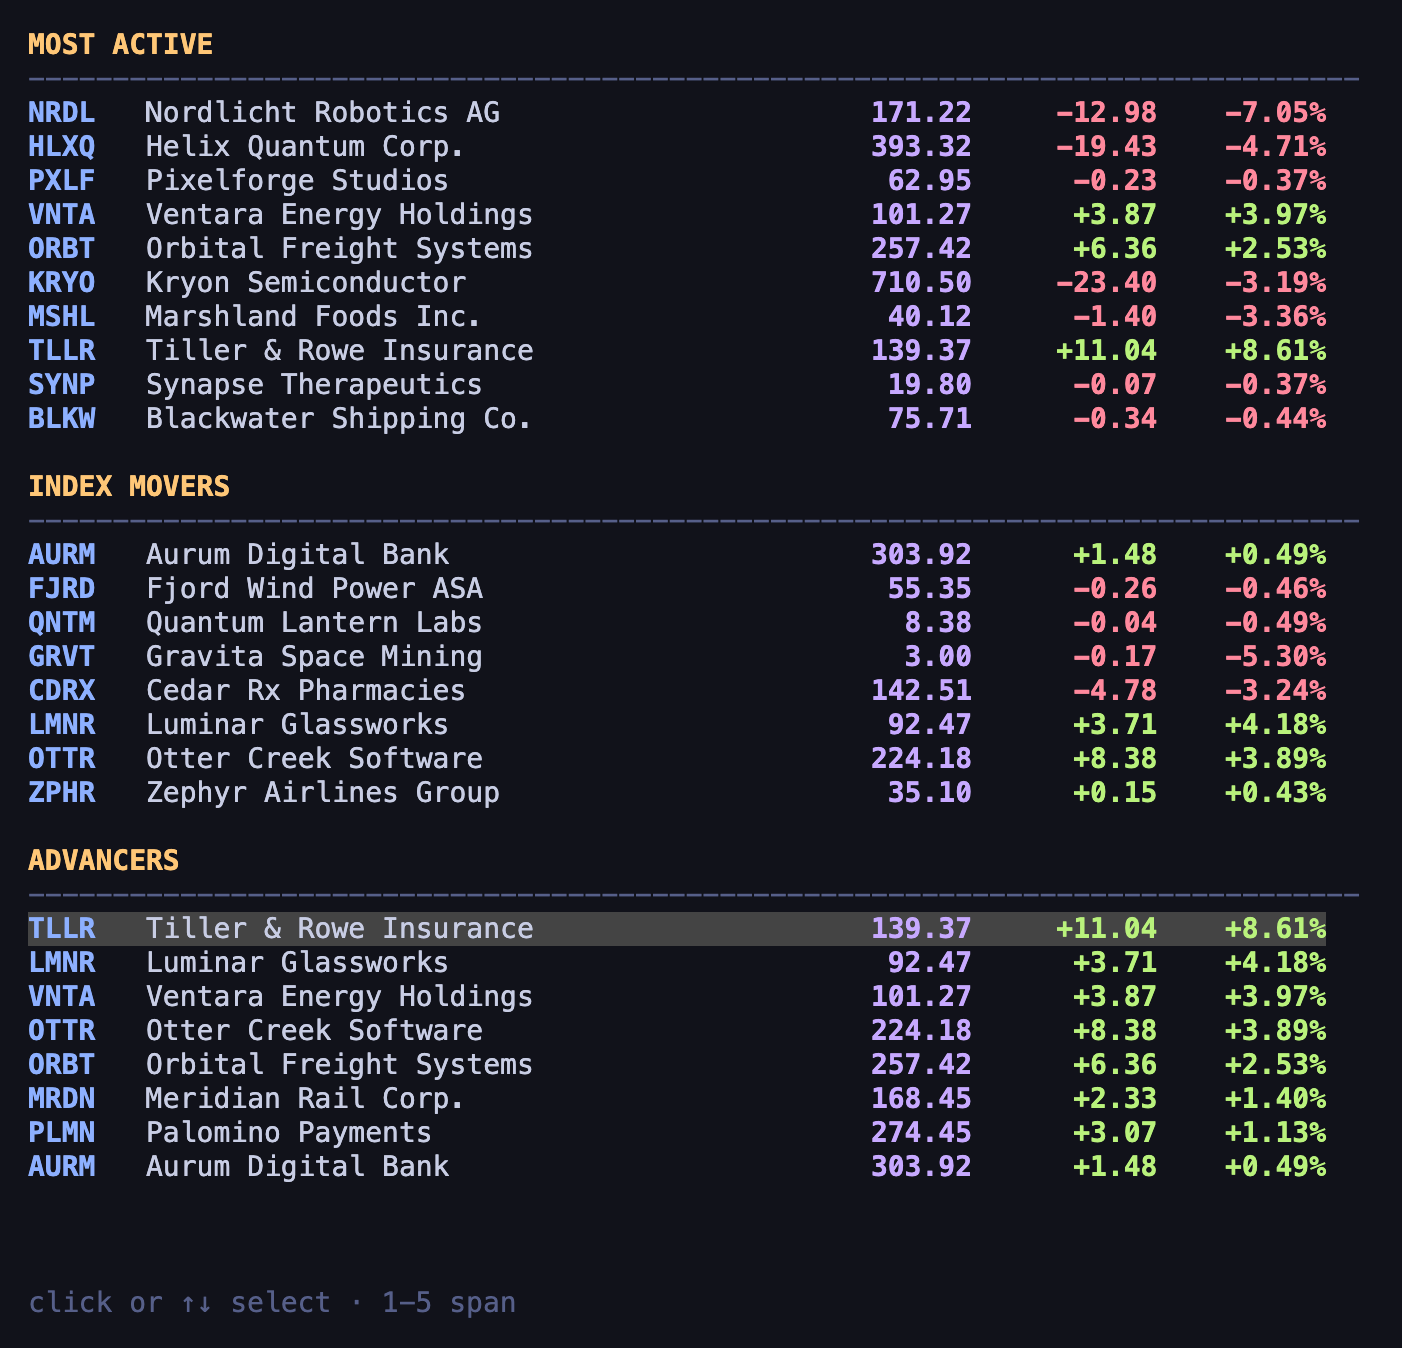 MOST ACTIVE
NRDL Nordlicht Robotics AG 171.22 −12.98 −7.05%
HLXQ Helix Quantum Corp. 393.32 −19.43 −4.71%
PXLF Pixelforge Studios 62.95 −0.23 −0.37%
VNTA Ventara Energy Holdings 101.27 +3.87 +3.97%
ORBT Orbital Freight Systems 257.42 +6.36 +2.53%
KRYO Kryon Semiconductor 710.50 −23.40 −3.19%
MSHL Marshland Foods Inc. 40.12 −1.40 −3.36%
TLLR Tiller & Rowe Insurance 139.37 +11.04 +8.61%
SYNP Synapse Therapeutics 19.80 −0.07 −0.37%
BLKW Blackwater Shipping Co. 75.71 −0.34 −0.44%
INDEX MOVERS
AURM Aurum Digital Bank 303.92 +1.48 +0.49%
FJRD Fjord Wind Power ASA 55.35 −0.26 −0.46%
QNTM Quantum Lantern Labs 8.38 −0.04 −0.49%
GRVT Gravita Space Mining 3.00 −0.17 −5.30%
CDRX Cedar Rx Pharmacies 142.51 −4.78 −3.24%
LMNR Luminar Glassworks 92.47 +3.71 +4.18%
OTTR Otter Creek Software 224.18 +8.38 +3.89%
ZPHR Zephyr Airlines Group 35.10 +0.15 +0.43%
ADVANCERS
TLLR Tiller & Rowe Insurance 139.37 +11.04 +8.61%
LMNR Luminar Glassworks 92.47 +3.71 +4.18%
VNTA Ventara Energy Holdings 101.27 +3.87 +3.97%
OTTR Otter Creek Software 224.18 +8.38 +3.89%
ORBT Orbital Freight Systems 257.42 +6.36 +2.53%
MRDN Meridian Rail Corp. 168.45 +2.33 +1.40%
PLMN Palomino Payments 274.45 +3.07 +1.13%
AURM Aurum Digital Bank 303.92 +1.48 +0.49%
click or ↑↓ select · 1–5 span